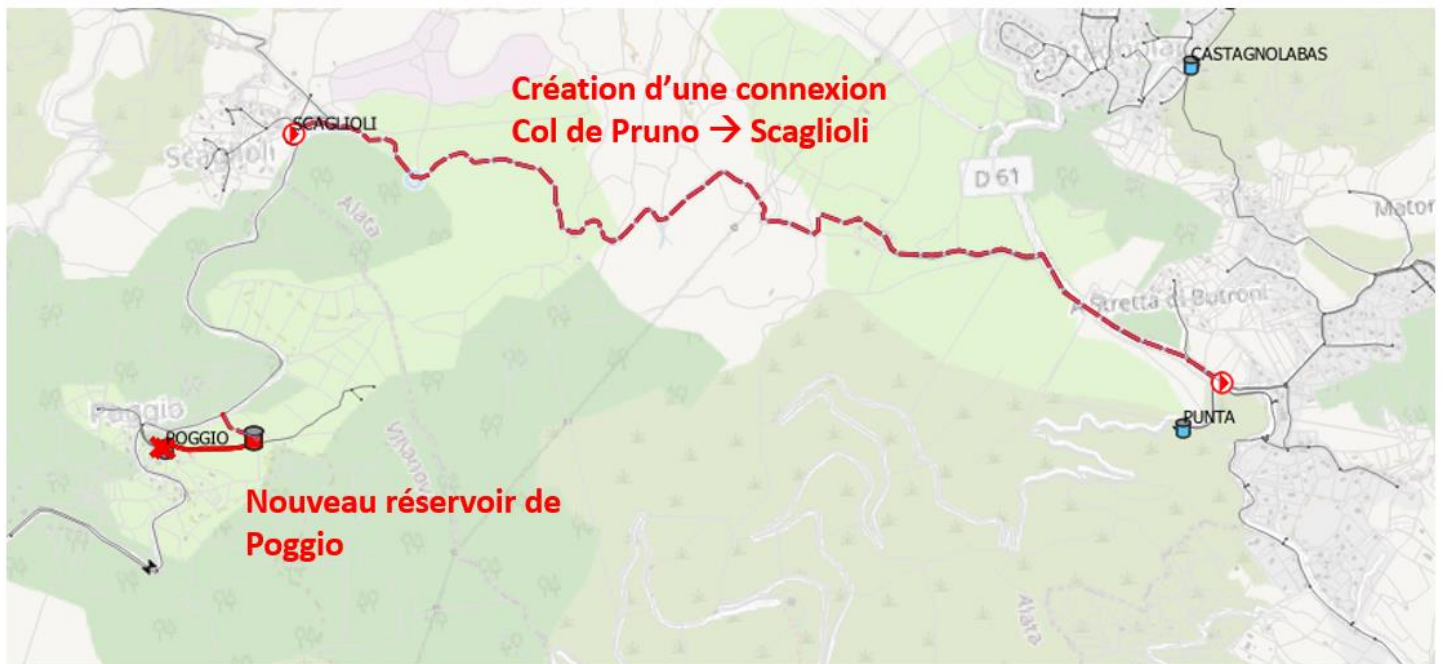 CASTAGNOLABAS
Création d'une connexion
Col de Pruno → Scaglioli
SCAGLIOLI
Scaglioli
D 61
Alata
Mator
A Stretta di Butroni
Poggio
POGGIO
PUNTA
Nouveau réservoir de
Poggio
Alata